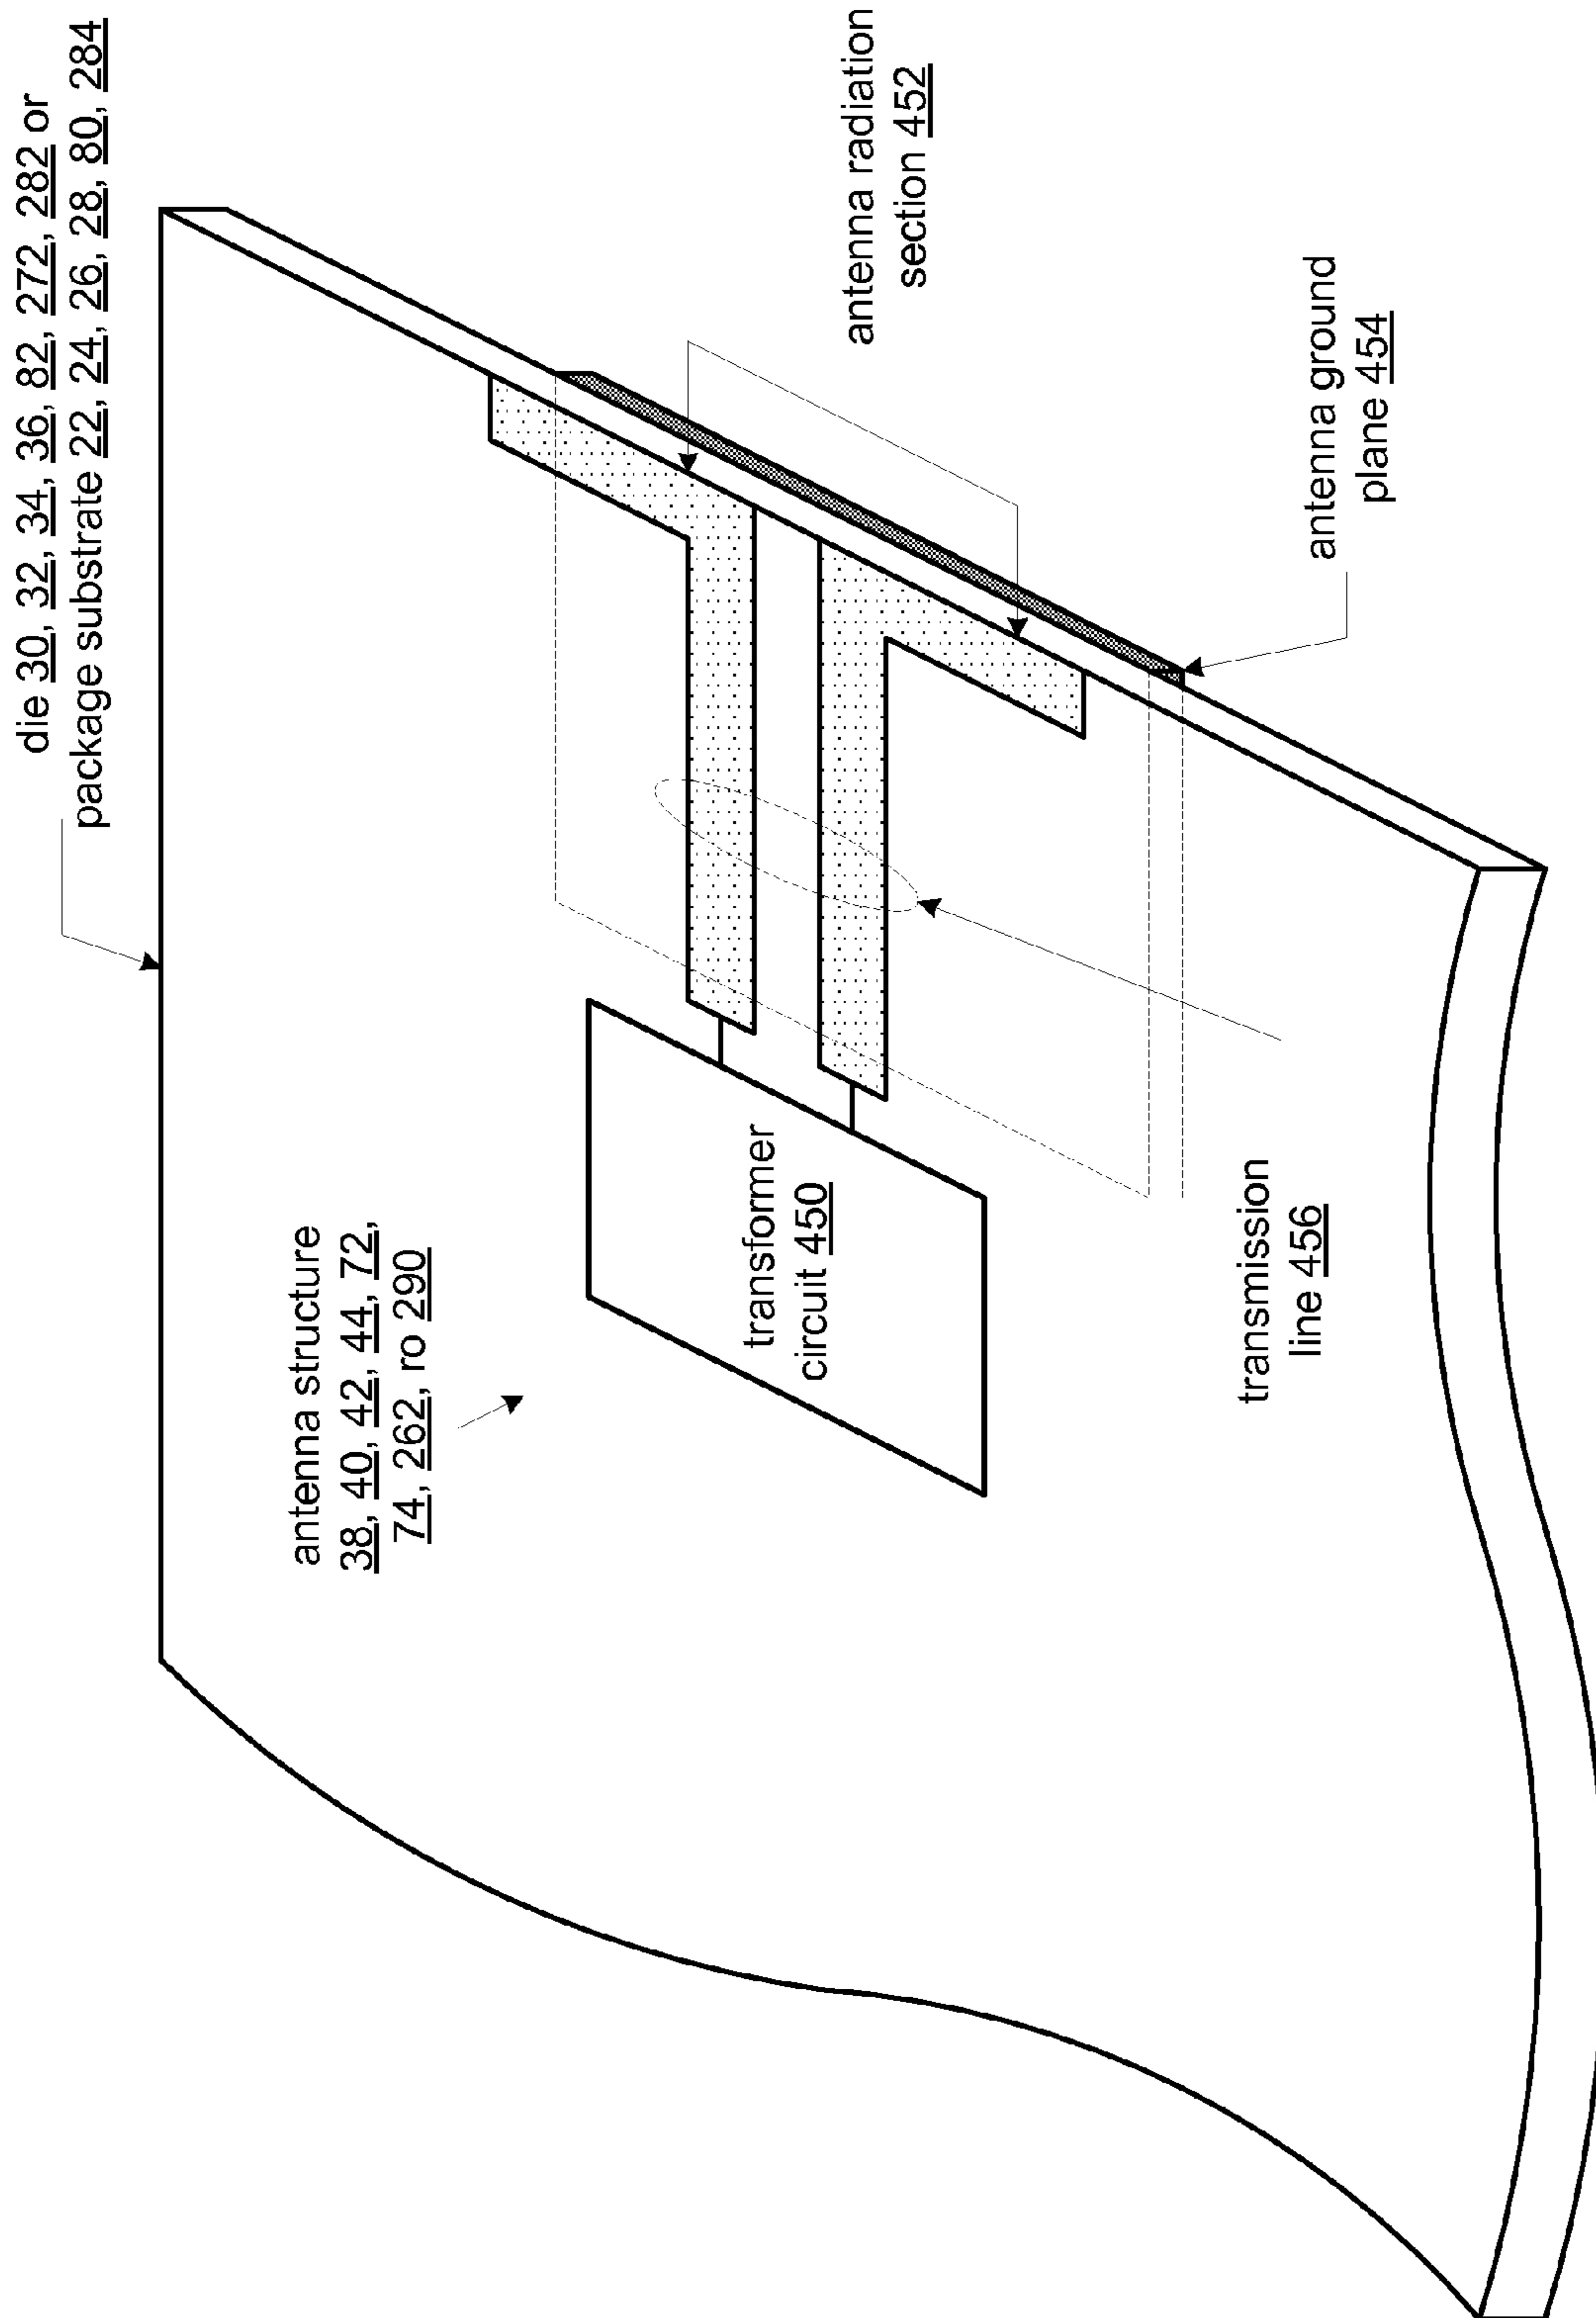 die 30, 32, 34, 36, 82, 272, 282 or
package substrate 22, 24, 26, 28, 80, 284
antenna structure
38, 40, 42, 44, 72,
74, 262, ro 290
transformer
circuit 450
antenna radiation
section 452
antenna ground
plane 454
transmission
line 456